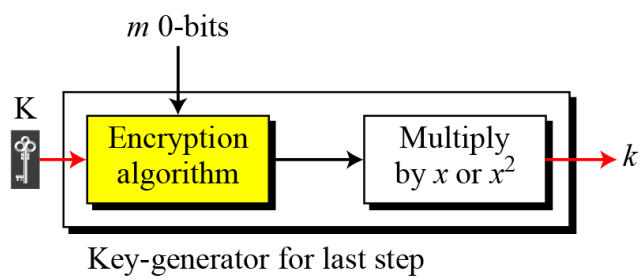 m 0-bits
K
Encryption
algorithm
Multiply
by x or x²
k
Key-generator for last step